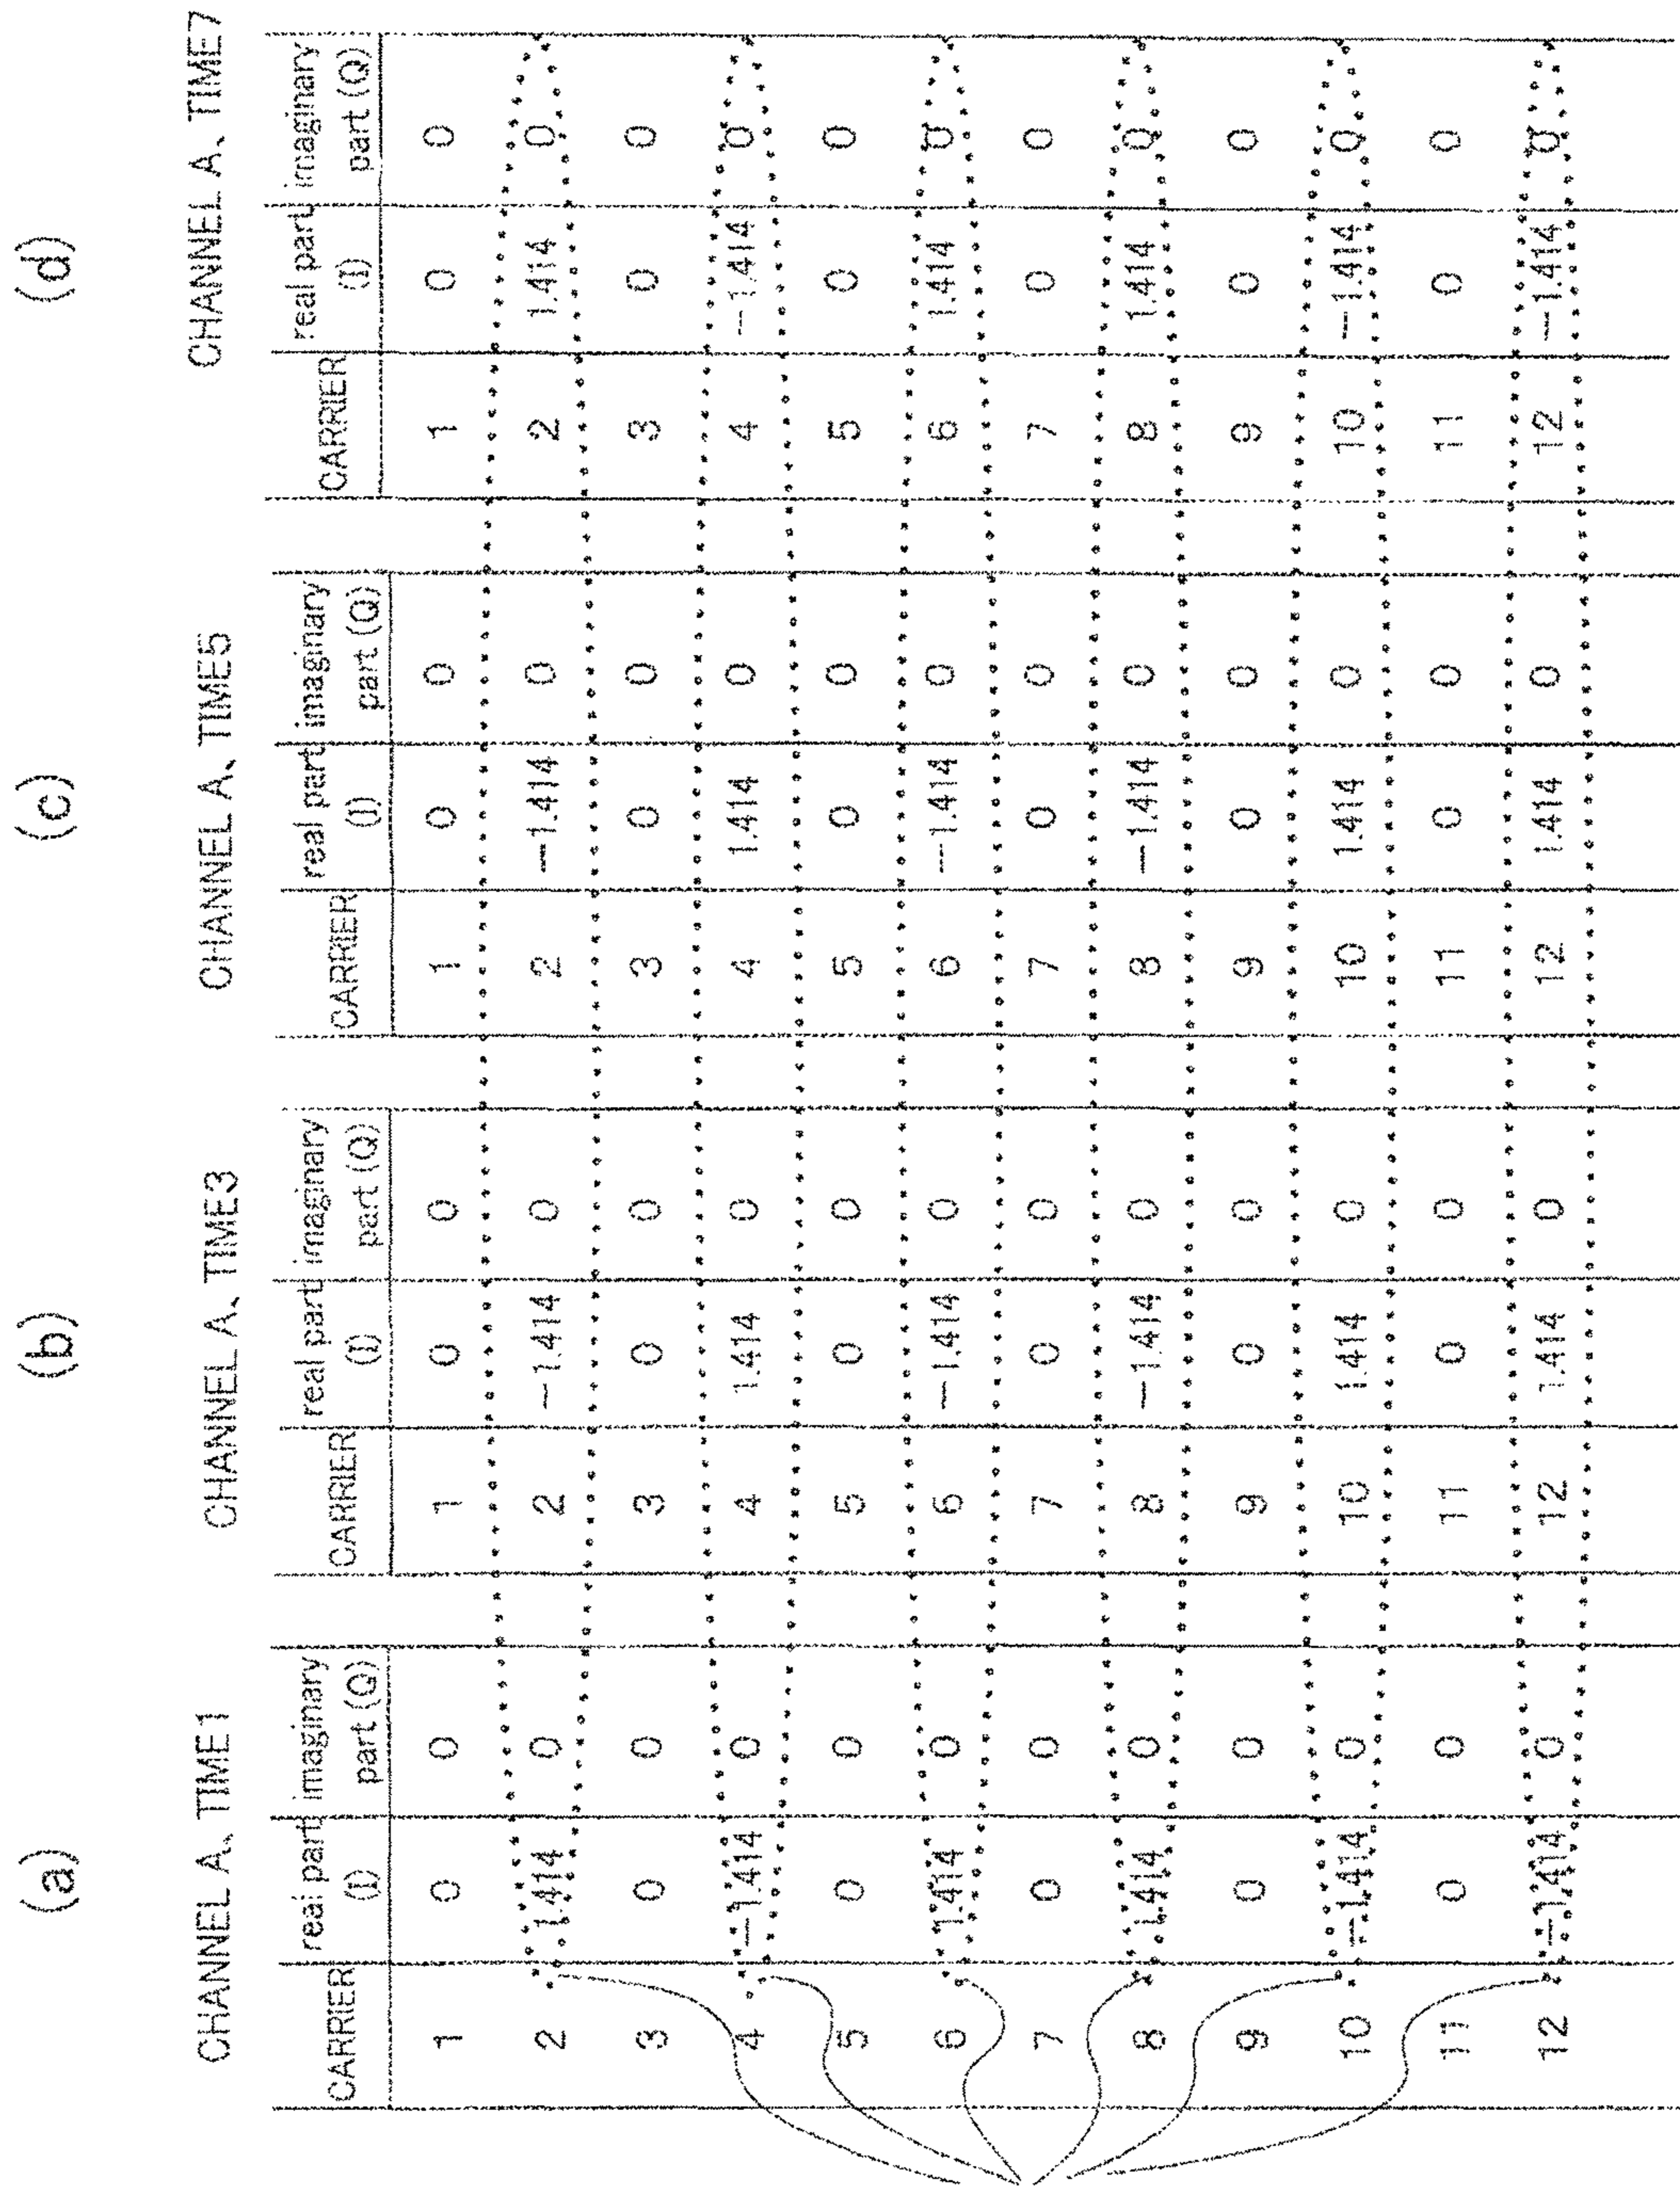 (a)
CHANNEL A、TIME1
CARRIER real part (I) imaginary part (Q)
1 0 0
2 1.414 0
3 0 0
4 −1.414 0
5 0 0
6 1.414 0
7 0 0
8 1.414 0
9 0 0
10 −1.414 0
11 0 0
12 −1.414 0
(b)
CHANNEL A、TIME3
CARRIER real part (I) imaginary part (Q)
1 0 0
2 −1.414 0
3 0 0
4 1.414 0
5 0 0
6 −1.414 0
7 0 0
8 −1.414 0
9 0 0
10 1.414 0
11 0 0
12 1.414 0
(c)
CHANNEL A、TIME5
CARRIER real part (I) imaginary part (Q)
1 0 0
2 −1.414 0
3 0 0
4 1.414 0
5 0 0
6 −1.414 0
7 0 0
8 −1.414 0
9 0 0
10 1.414 0
11 0 0
12 1.414 0
(d)
CHANNEL A、TIME7
CARRIER real part (I) imaginary part (Q)
1 0 0
2 1.414 0
3 0 0
4 −1.414 0
5 0 0
6 1.414 0
7 0 0
8 1.414 0
9 0 0
10 −1.414 0
11 0 0
12 −1.414 0